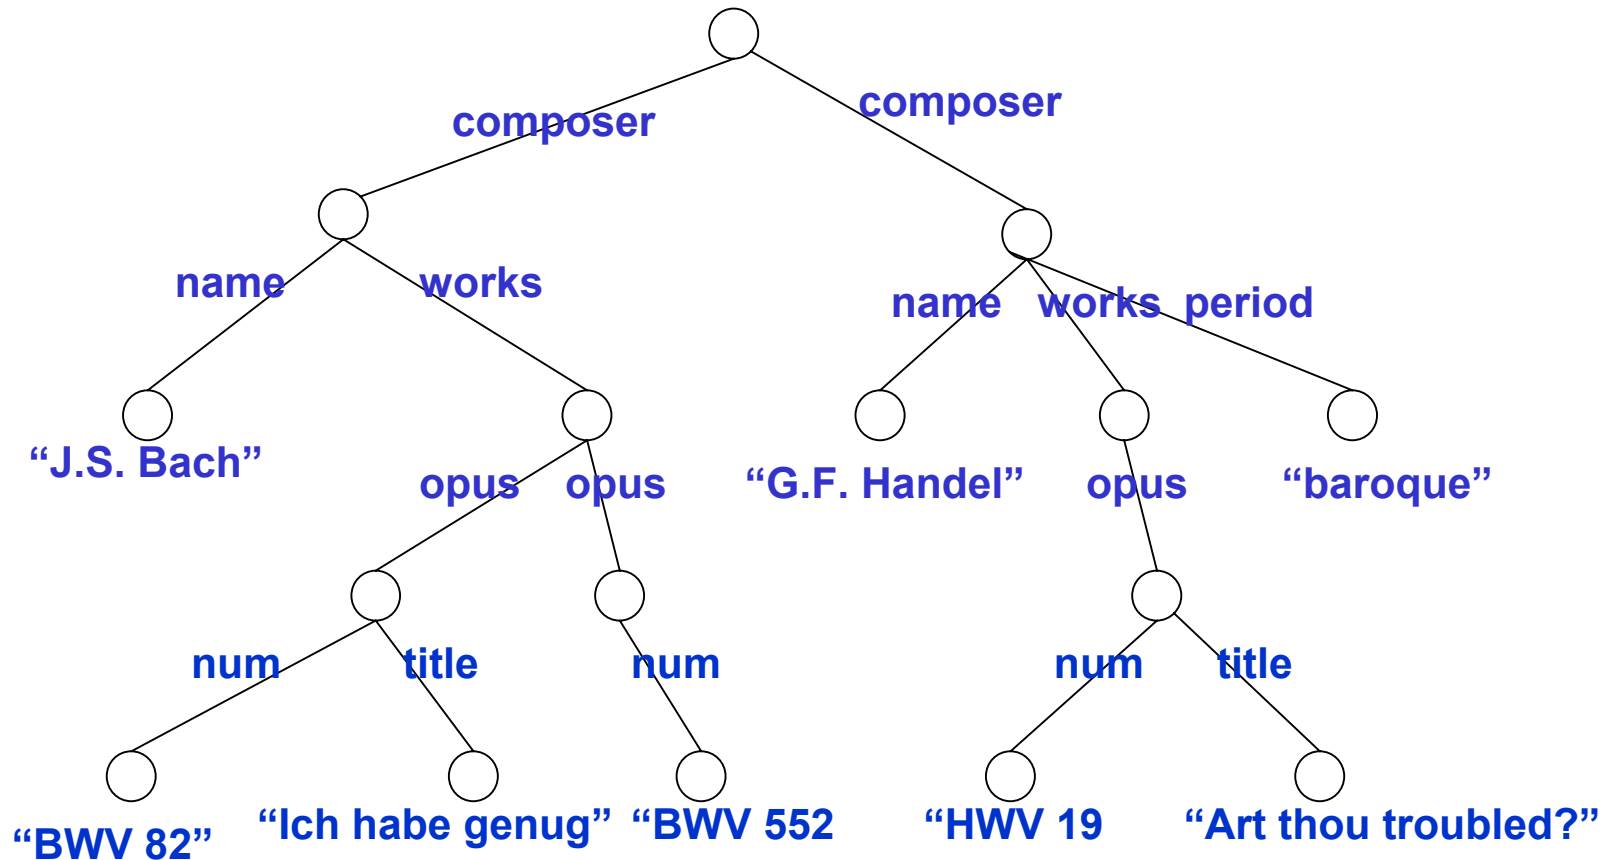 composer
composer
name
works
name works period
“J.S. Bach”
“G.F. Handel”
“baroque”
opus
opus
opus
num
title
num
num
title
“BWV 82”
“Ich habe genug”
“BWV 552
“HWV 19
“Art thou troubled?”